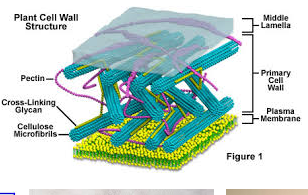 Plant Cell Wall
Structure
Middle
Lamella
Pectin
Primary
Cell
Wall
Cross-Linking
Glycan
Plasma
Membrane
Cellulose
Microfibrils
Figure 1